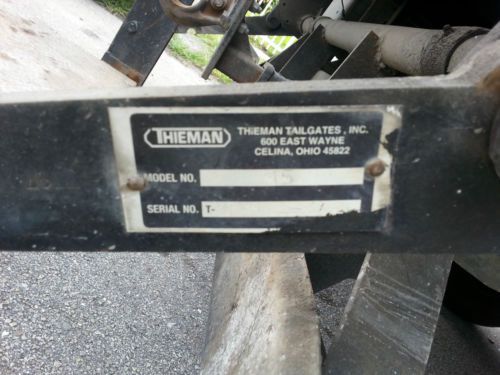 THIEMAN
THIEMAN TAILGATES, INC.
600 EAST WAYNE
CELINA, OHIO 45822
MODEL NO.
SERIAL NO. T-